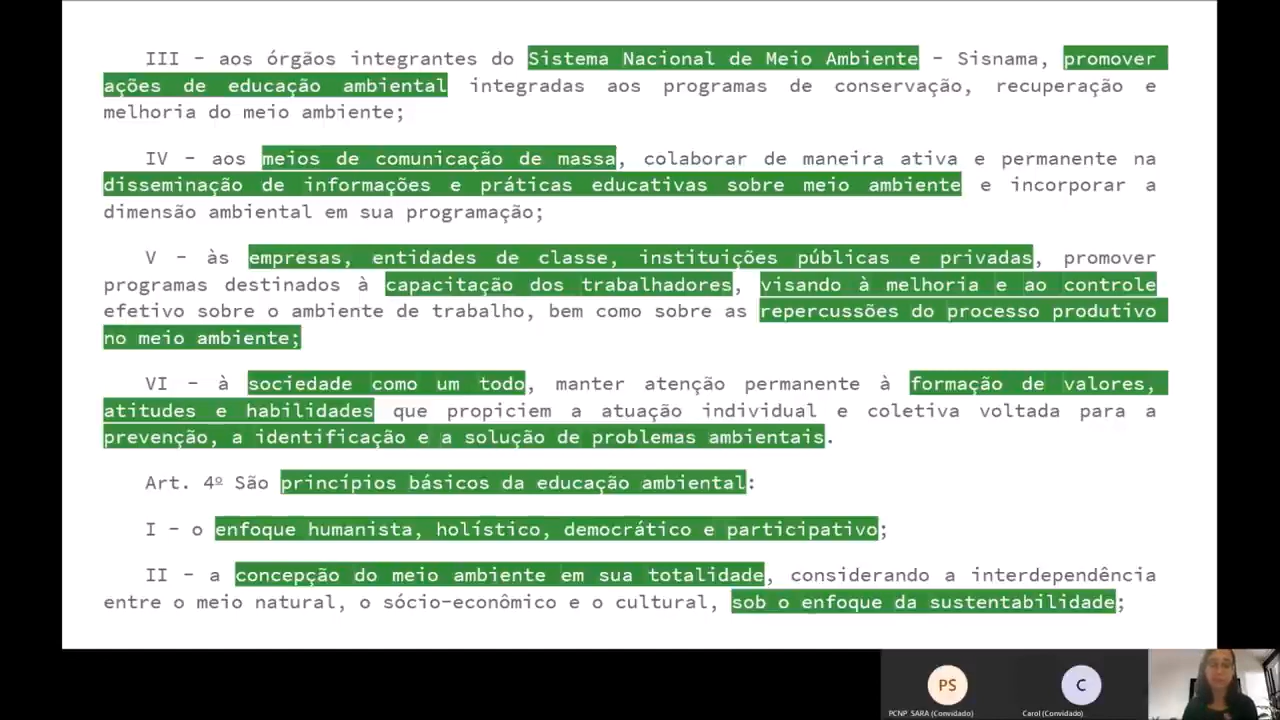 III - aos órgãos integrantes do Sistema Nacional de Meio Ambiente - Sisnama, promover
ações de educação ambiental integradas aos programas de conservação, recuperação e
melhoria do meio ambiente;
IV - aos meios de comunicação de massa, colaborar de maneira ativa e permanente na
disseminação de informações e práticas educativas sobre meio ambiente e incorporar a
dimensão ambiental em sua programação;
V - às empresas, entidades de classe, instituições públicas e privadas, promover
programas destinados à capacitação dos trabalhadores, visando à melhoria e ao controle
efetivo sobre o ambiente de trabalho, bem como sobre as repercussões do processo produtivo
no meio ambiente;
VI - à sociedade como um todo, manter atenção permanente à formação de valores,
atitudes e habilidades que propiciem a atuação individual e coletiva voltada para a
prevenção, a identificação e a solução de problemas ambientais.
Art. 4º São princípios básicos da educação ambiental:
I - o enfoque humanista, holístico, democrático e participativo;
II - a concepção do meio ambiente em sua totalidade, considerando a interdependência
entre o meio natural, o sócio-econômico e o cultural, sob o enfoque da sustentabilidade;
PS
C
PCNP SARA (Convidado)
Carol (Convidado)